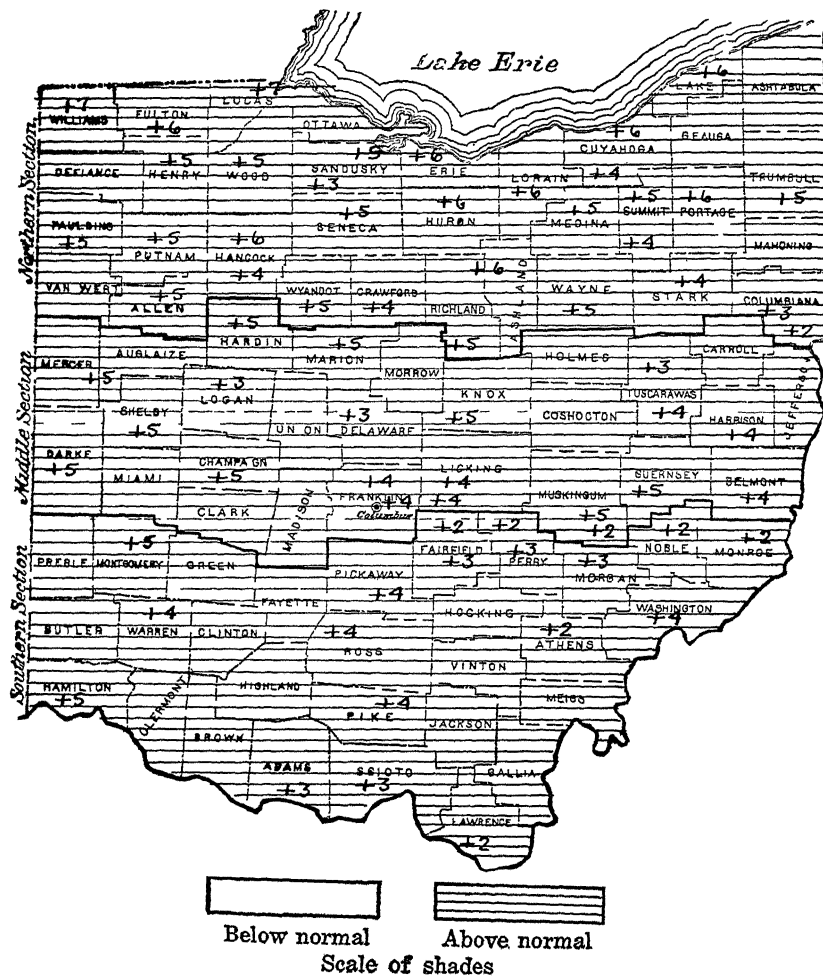 Lake Erie
+6
LAKE
ASHTABULA
+7
LUCAS
+7
WILLIAMS
FULTON
+6
OTTAWA
+6
CUYAHOGA
GEAUGA
Northern Section
DEFIANCE
+5
HENRY
+5
WOOD
+5
SANDUSKY
+3
+6
ERIE
LORAIN
+6
+4
TRUMBULL
+5
PAULDING
+5
+5
SENECA
+6
HURON
+5
MEDINA
+5
SUMMIT
+6
PORTAGE
+5
PUTNAM
+6
HANCOCK
+4
+4
MAHONING
VAN WERT
+5
ALLEN
WYANDOT
+5
CRAWFORD
+4
+6
RICHLAND
ASHLAND
WAYNE
+5
+4
STARK
COLUMBIANA
+3
+2
Middle Section
MERCER
+5
AUGLAIZE
+5
HARDIN
+5
MARION
+5
MORROW
HOLMES
+3
CARROLL
JEFFERSON
SHELBY
+5
+3
LOGAN
UNION
+3
DELAWARE
KNOX
+5
COSHOCTON
TUSCARAWAS
+4
HARRISON
+4
DARKE
+5
MIAMI
CHAMPAIGN
+5
+4
FRANKLIN
+4
Columbus
LICKING
+4
+4
MUSKINGUM
+5
GUERNSEY
+5
BELMONT
+4
CLARK
MADISON
Southern Section
PREBLE
+5
MONTGOMERY
GREEN
PICKAWAY
+4
+2
FAIRFIELD
+3
+2
+3
PERRY
+2
+3
MORGAN
+2
NOBLE
+2
MONROE
BUTLER
+4
WARREN
CLINTON
FAYETTE
+4
ROSS
HOCKING
+2
ATHENS
WASHINGTON
+4
VINTON
HAMILTON
+5
CLERMONT
HIGHLAND
+4
PIKE
JACKSON
MEIGS
BROWN
ADAMS
+3
SSIOTO
+3
GALLIA
LAWRENCE
+2
Below normal
Above normal
Scale of shades